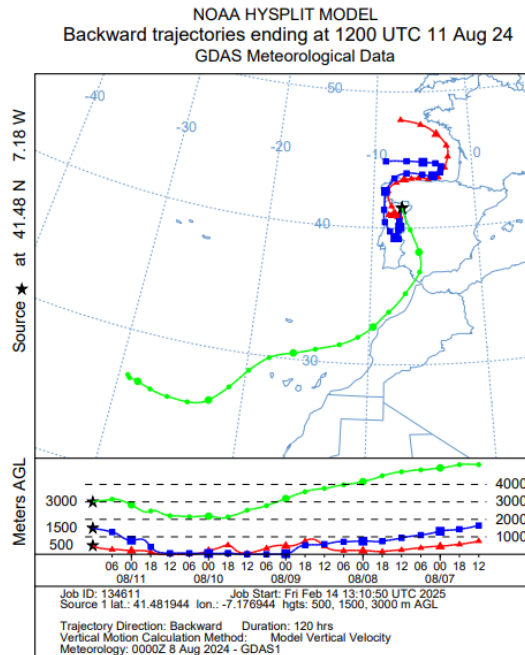 NOAA HYSPLIT MODEL
Backward trajectories ending at 1200 UTC 11 Aug 24
GDAS Meteorological Data
Source ★ at 41.48 N 7.18 W
-40
-30
-20
-10
0
50
40
30
Meters AGL
3000
1500
500
4000
3000
2000
1000
06 00 18 12 06 00 18 12 06 00 18 12 06 00 18 12 06 00 18 12
08/11 08/10 08/09 08/08 08/07
Job ID: 134611 Job Start: Fri Feb 14 13:10:50 UTC 2025
Source 1 lat.: 41.481944 lon.: -7.176944 hgts: 500, 1500, 3000 m AGL
Trajectory Direction: Backward Duration: 120 hrs
Vertical Motion Calculation Method: Model Vertical Velocity
Meteorology: 0000Z 8 Aug 2024 - GDAS1